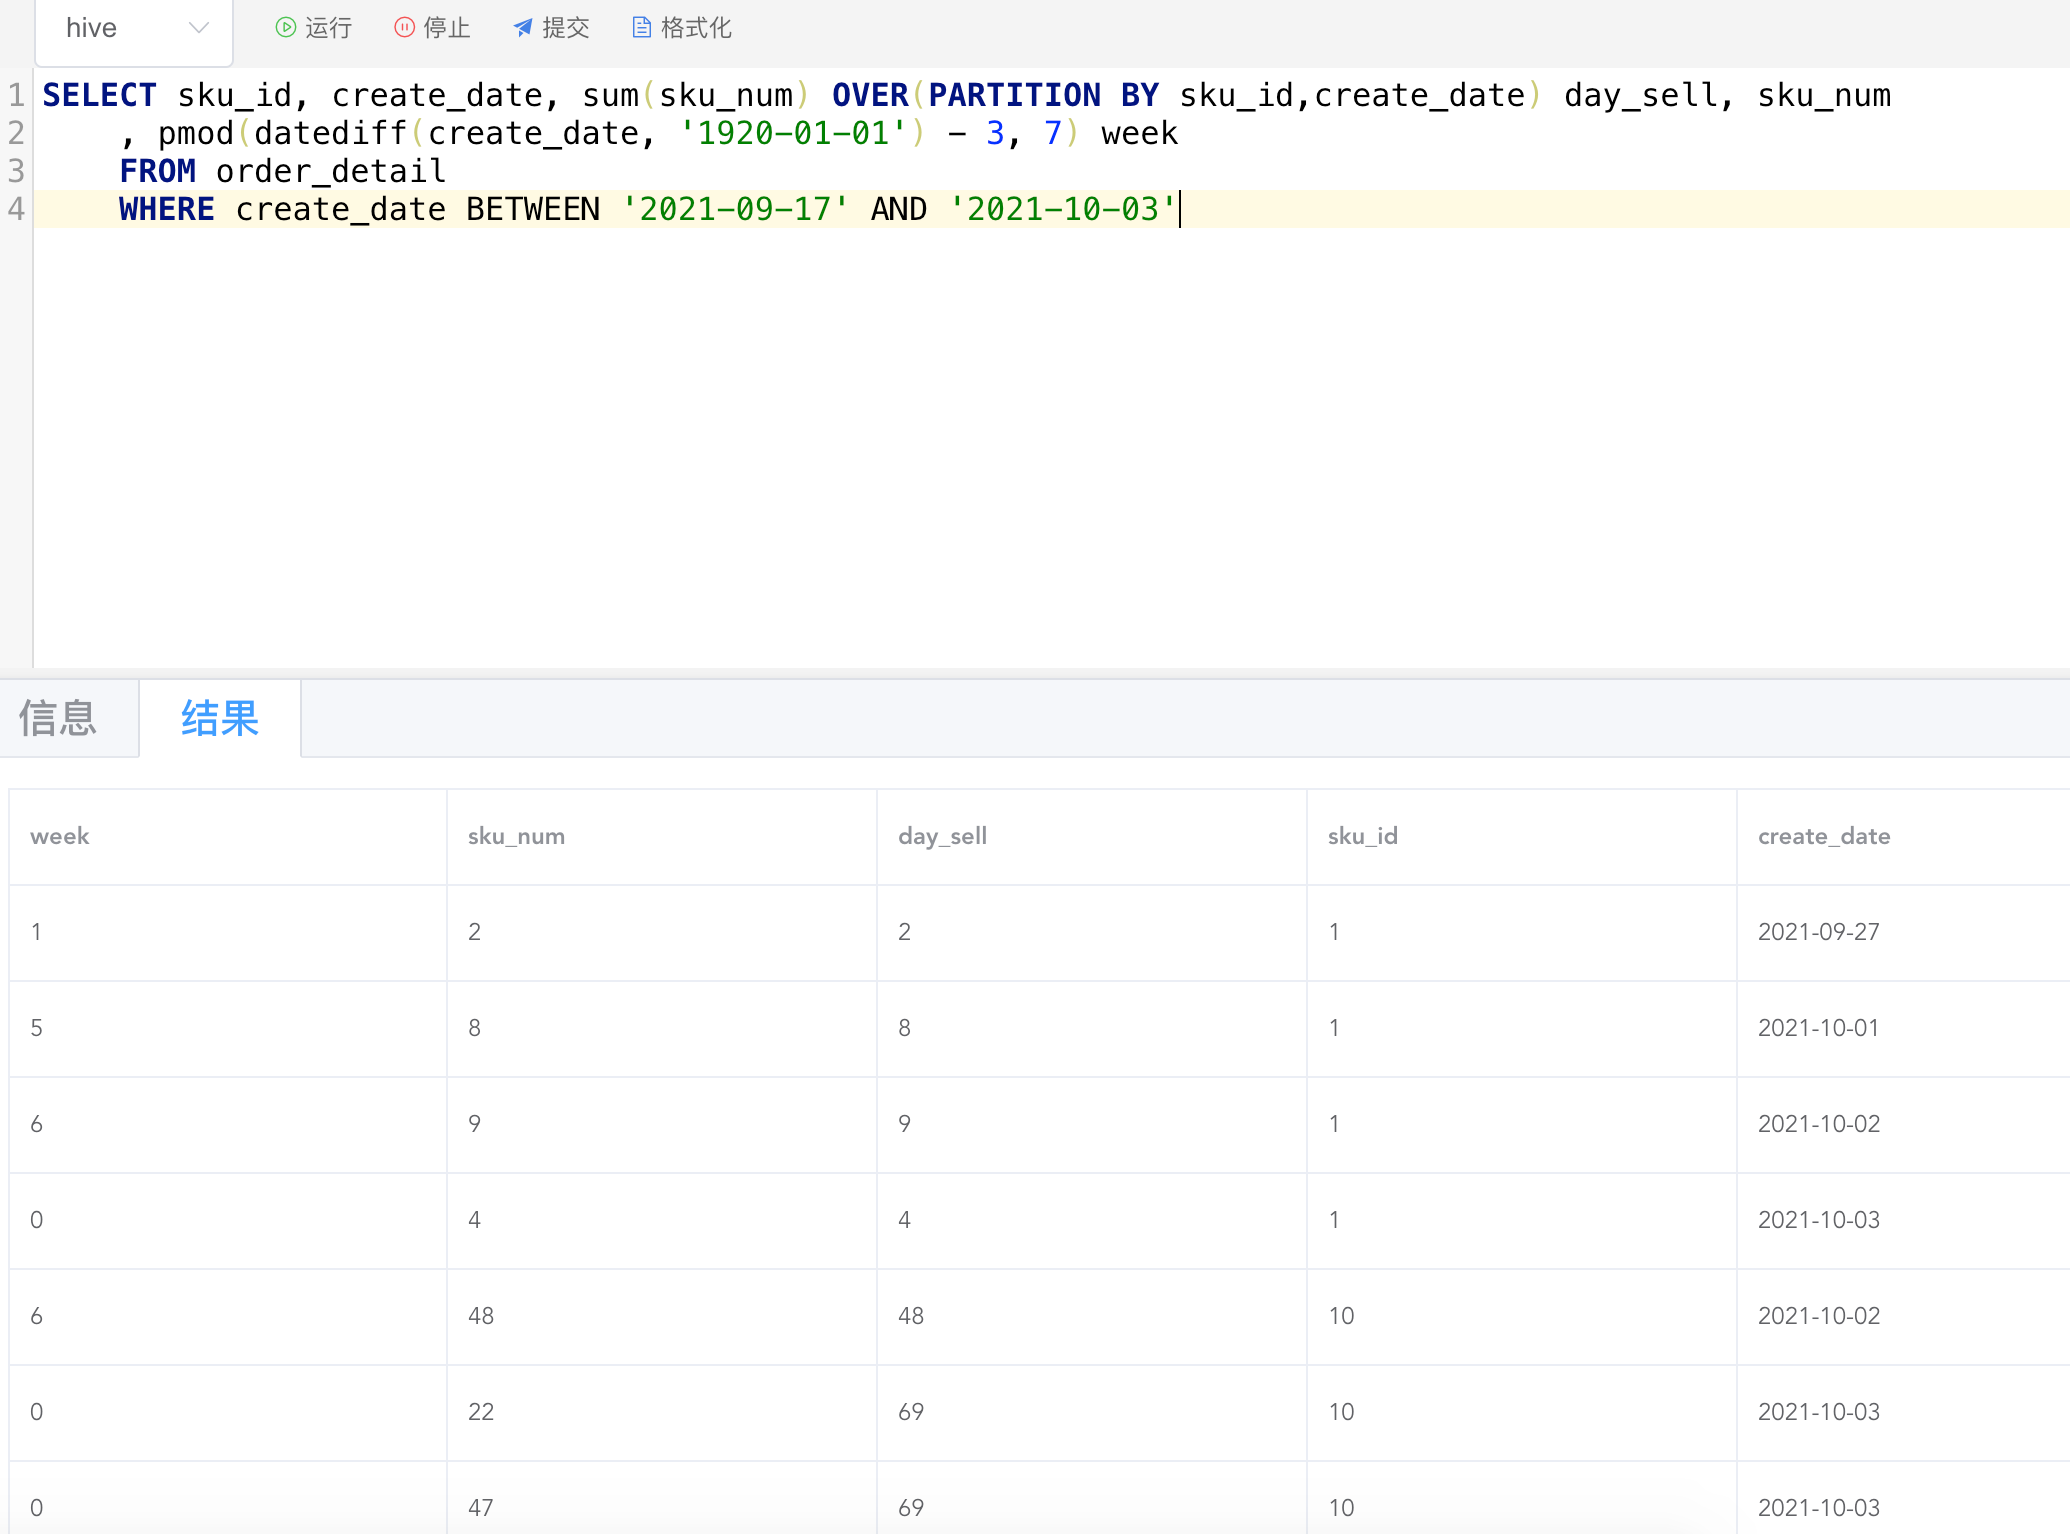 hive 运行 停止 提交 格式化
1 SELECT sku_id, create_date, sum(sku_num) OVER(PARTITION BY sku_id,create_date) day_sell, sku_num
2 , pmod(datediff(create_date, '1920-01-01') - 3, 7) week
3 FROM order_detail
4 WHERE create_date BETWEEN '2021-09-17' AND '2021-10-03'
信息 结果
week sku_num day_sell sku_id create_date
1 2 2 1 2021-09-27
5 8 8 1 2021-10-01
6 9 9 1 2021-10-02
0 4 4 1 2021-10-03
6 48 48 10 2021-10-02
0 22 69 10 2021-10-03
0 47 69 10 2021-10-03